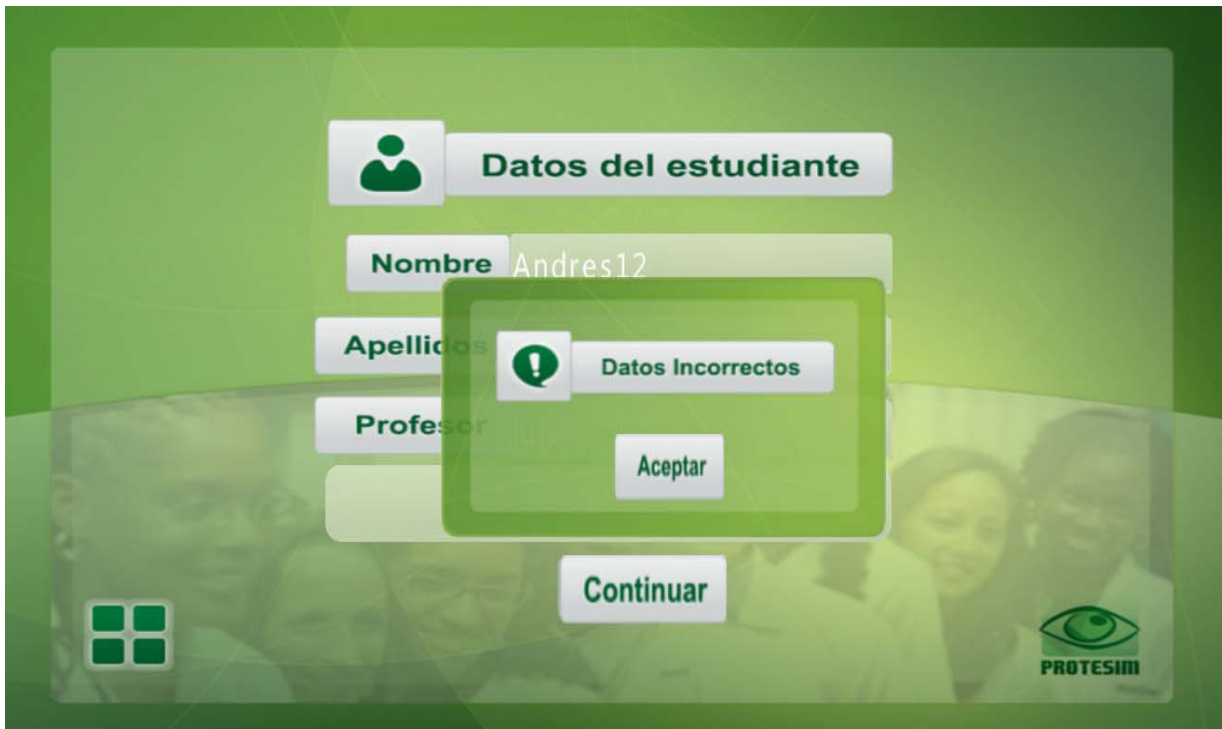 Datos del estudiante
Nombre Andres12
Apellidos
Profesor
Datos Incorrectos
Aceptar
Continuar
PROTESIM